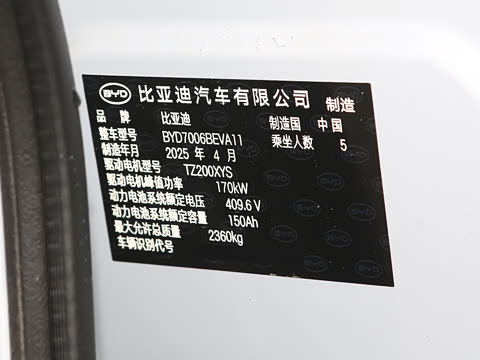 BYD 比亚迪汽车有限公司 制造
品牌 比亚迪 制造国 中国
整车型号 BYD7006BEVA11 乘坐人数 5
制造年月 2025 年 4 月
驱动电机型号 TZ200XYS
驱动电机峰值功率 170kW
动力电池系统额定电压 409.6 V
动力电池系统额定容量 150Ah
最大允许总质量 2360kg
车辆识别代号